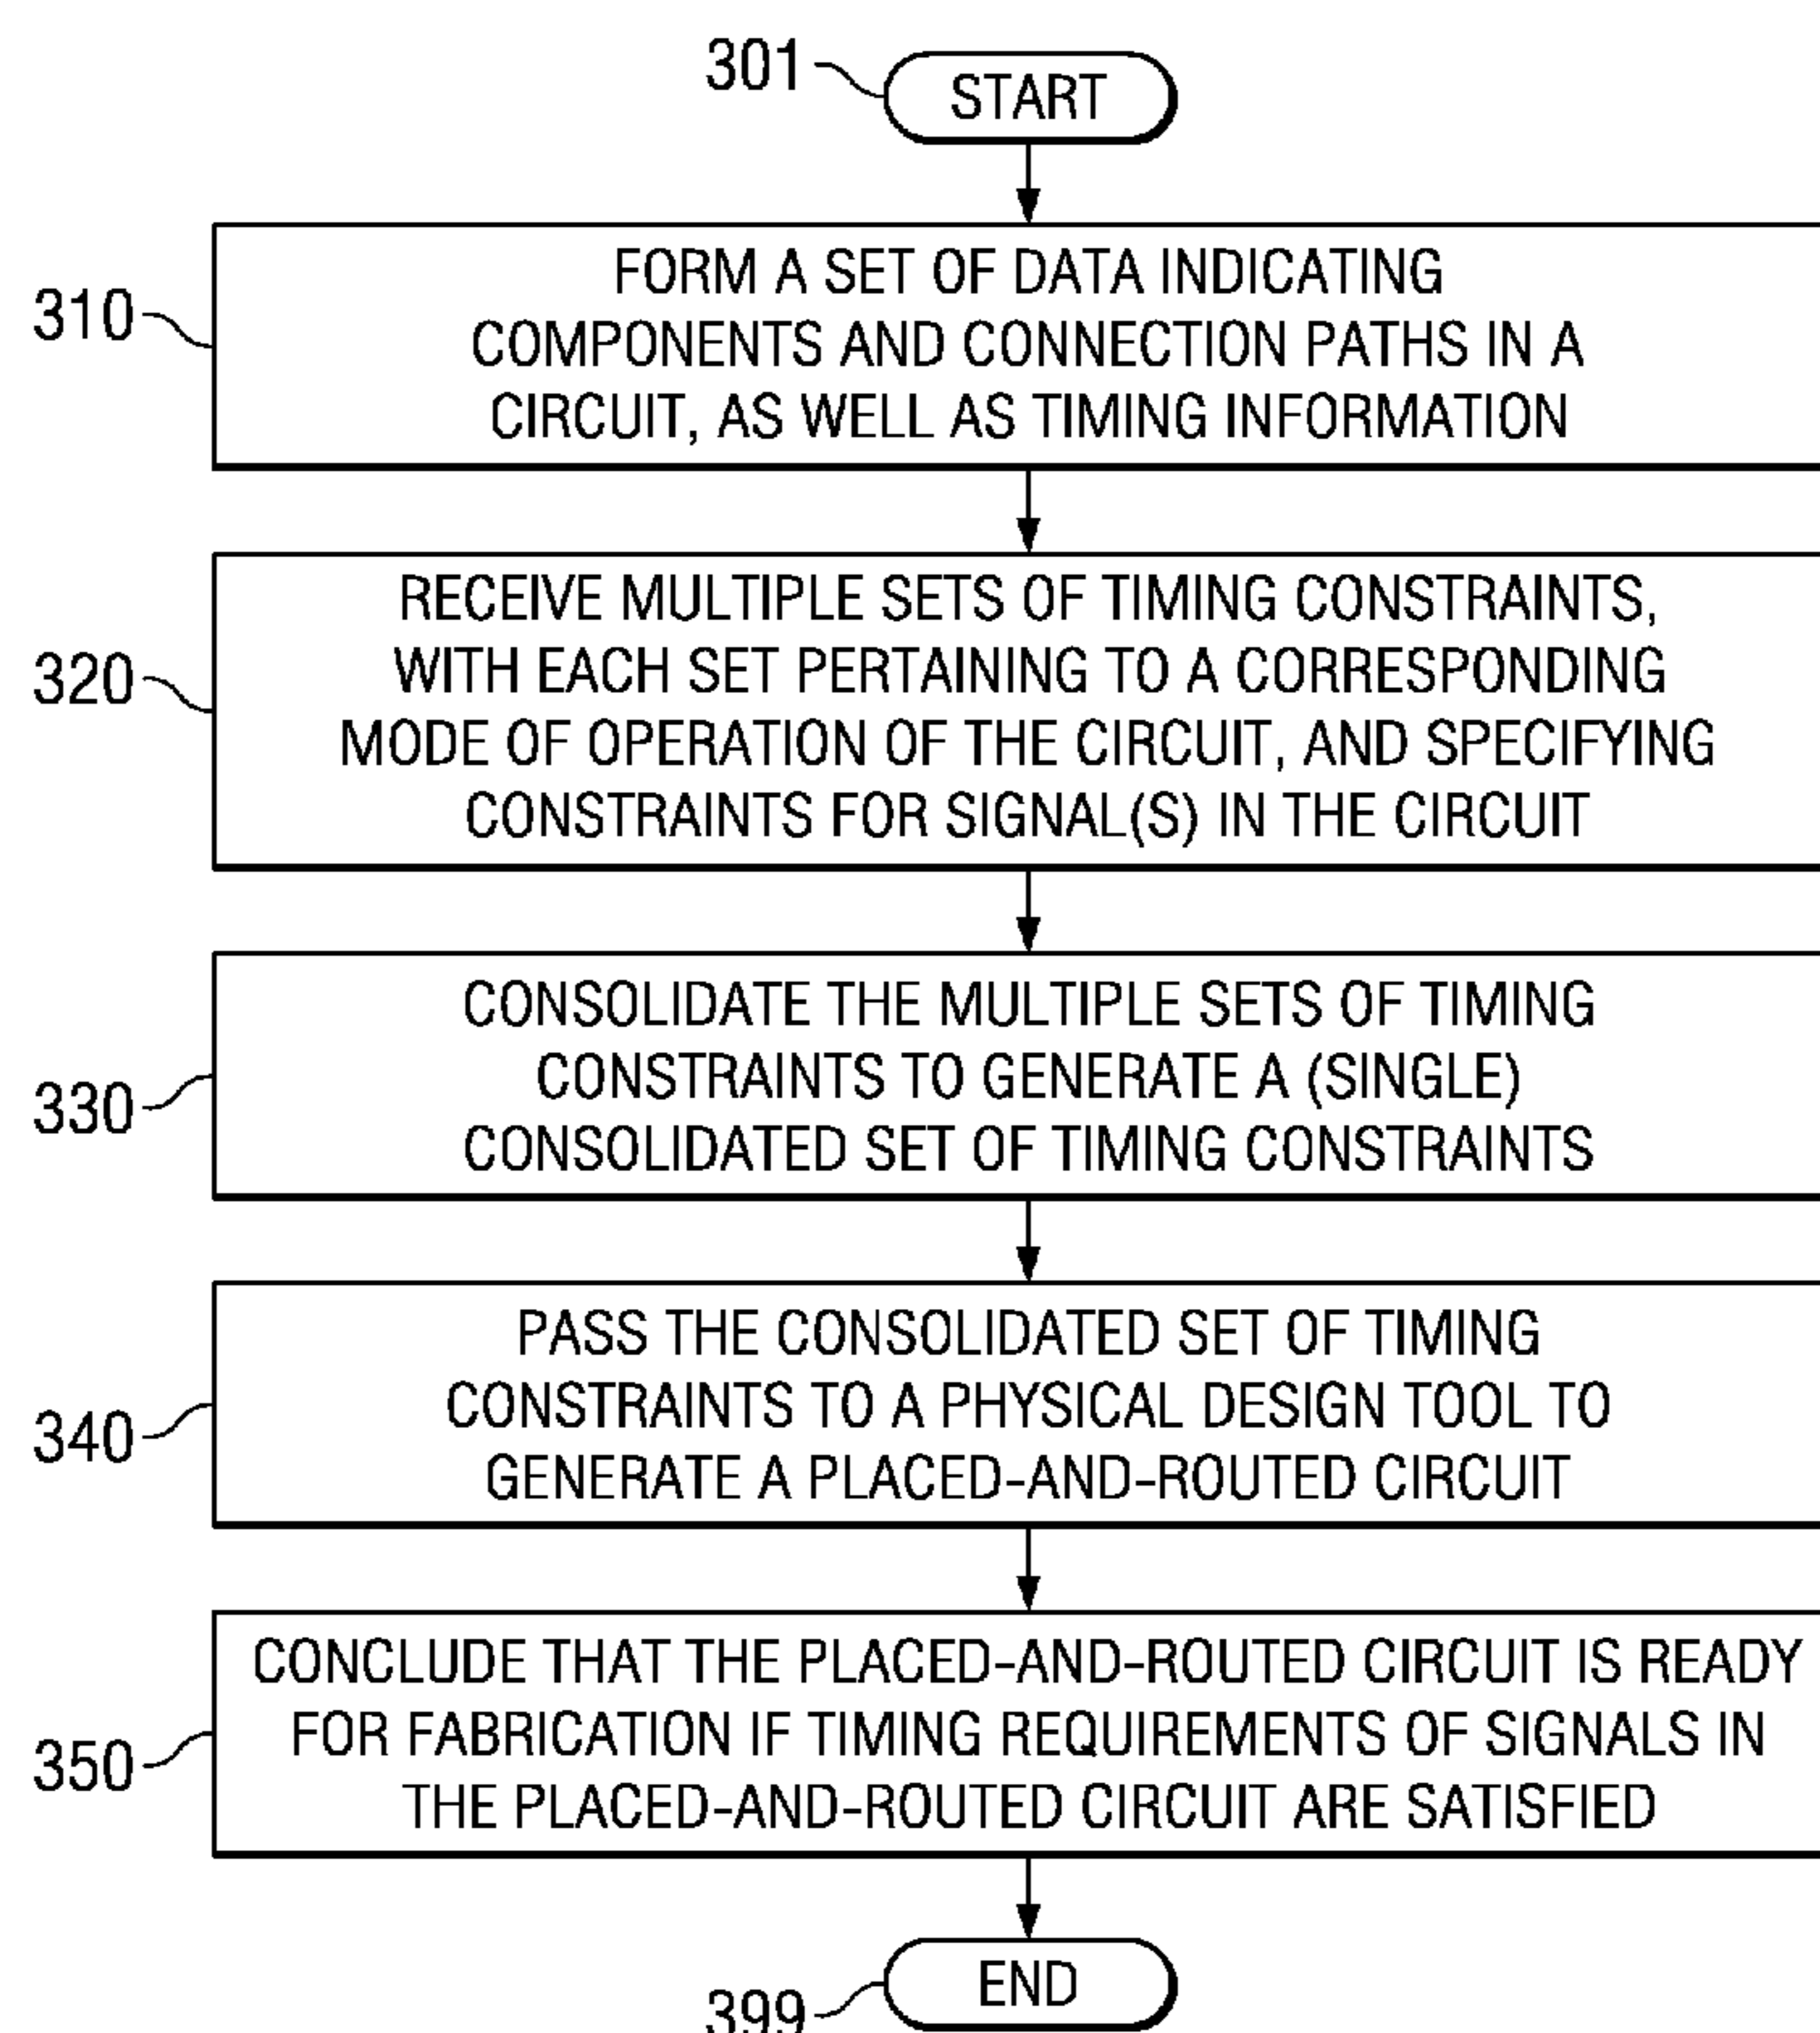 301
START
310
FORM A SET OF DATA INDICATING
COMPONENTS AND CONNECTION PATHS IN A
CIRCUIT, AS WELL AS TIMING INFORMATION
320
RECEIVE MULTIPLE SETS OF TIMING CONSTRAINTS,
WITH EACH SET PERTAINING TO A CORRESPONDING
MODE OF OPERATION OF THE CIRCUIT, AND SPECIFYING
CONSTRAINTS FOR SIGNAL(S) IN THE CIRCUIT
330
CONSOLIDATE THE MULTIPLE SETS OF TIMING
CONSTRAINTS TO GENERATE A (SINGLE)
CONSOLIDATED SET OF TIMING CONSTRAINTS
340
PASS THE CONSOLIDATED SET OF TIMING
CONSTRAINTS TO A PHYSICAL DESIGN TOOL TO
GENERATE A PLACED-AND-ROUTED CIRCUIT
350
CONCLUDE THAT THE PLACED-AND-ROUTED CIRCUIT IS READY
FOR FABRICATION IF TIMING REQUIREMENTS OF SIGNALS IN
THE PLACED-AND-ROUTED CIRCUIT ARE SATISFIED
399
END